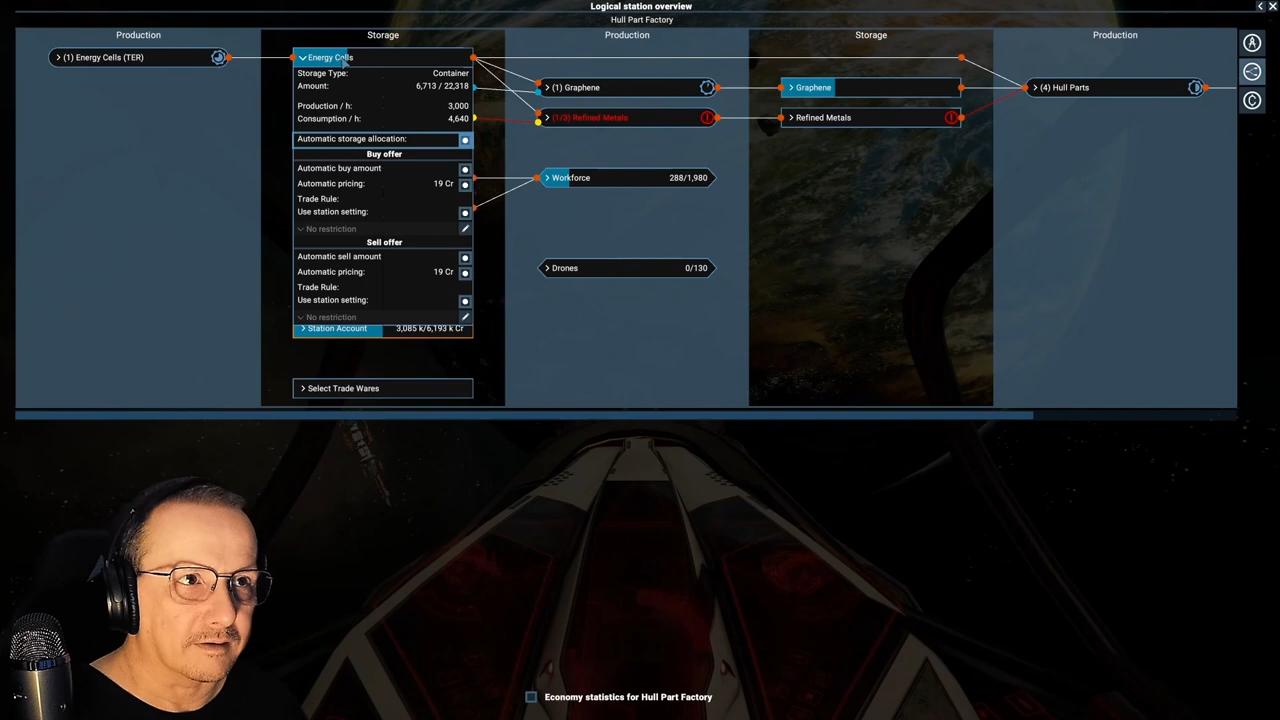 Logical station overview
Hull Part Factory
Production
Storage
Production
Storage
Production
(1) Energy Cells (TER)
Energy Cells
Storage Type: Container
Amount: 6,713 / 22,318
Production / h: 3,000
Consumption / h: 4,640
Automatic storage allocation:
Buy offer
Automatic buy amount
Automatic pricing: 19 Cr
Trade Rule:
Use station setting:
No restriction
Sell offer
Automatic sell amount
Automatic pricing: 19 Cr
Trade Rule:
Use station setting:
No restriction
Station Account 3,085 k/6,193 k Cr
Select Trade Wares
(1) Graphene
(1/3) Refined Metals
Workforce 288/1,980
Drones 0/130
Graphene
Refined Metals
(4) Hull Parts
A
C
Economy statistics for Hull Part Factory